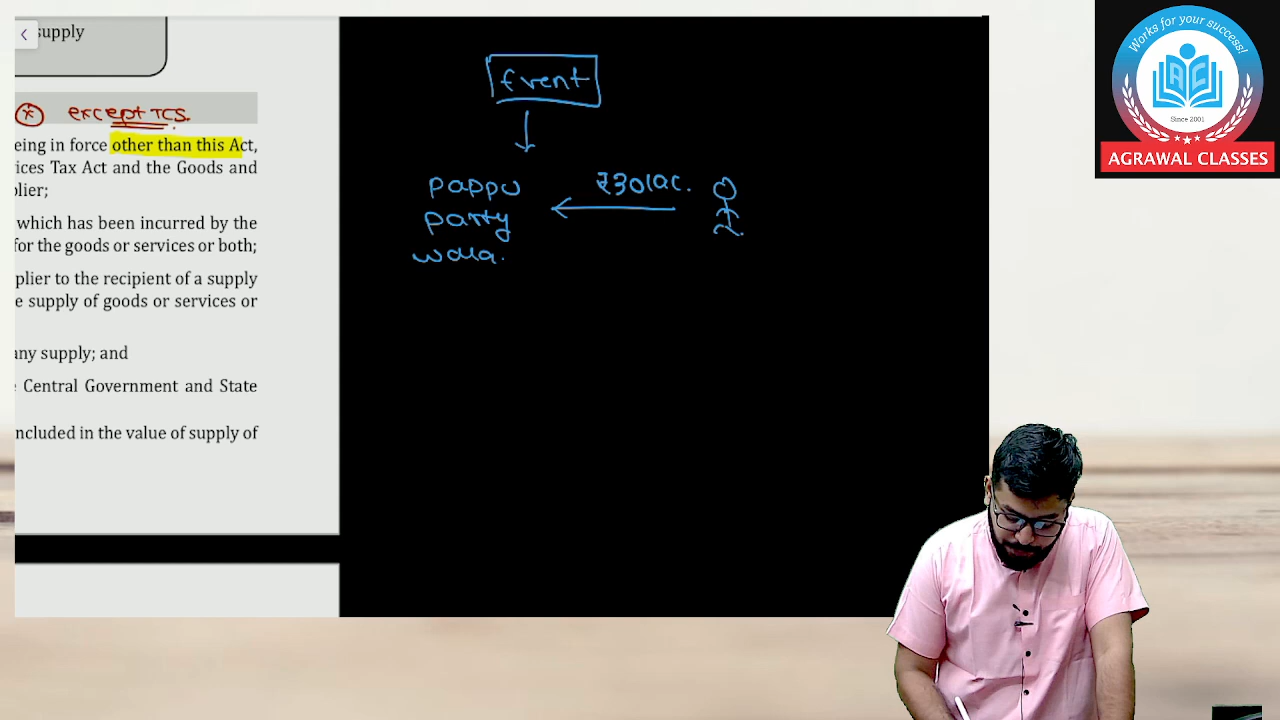 supply
except TCS.
eing in force other than this Act,
ices Tax Act and the Goods and
plier;
which has been incurred by the
for the goods or services or both;
plier to the recipient of a supply
e supply of goods or services or
any supply; and
e Central Government and State
ncluded in the value of supply of
Event
pappu
party
wala.
₹30lac.
Works for your success!
AC
Since 2001
AGRAWAL CLASSES